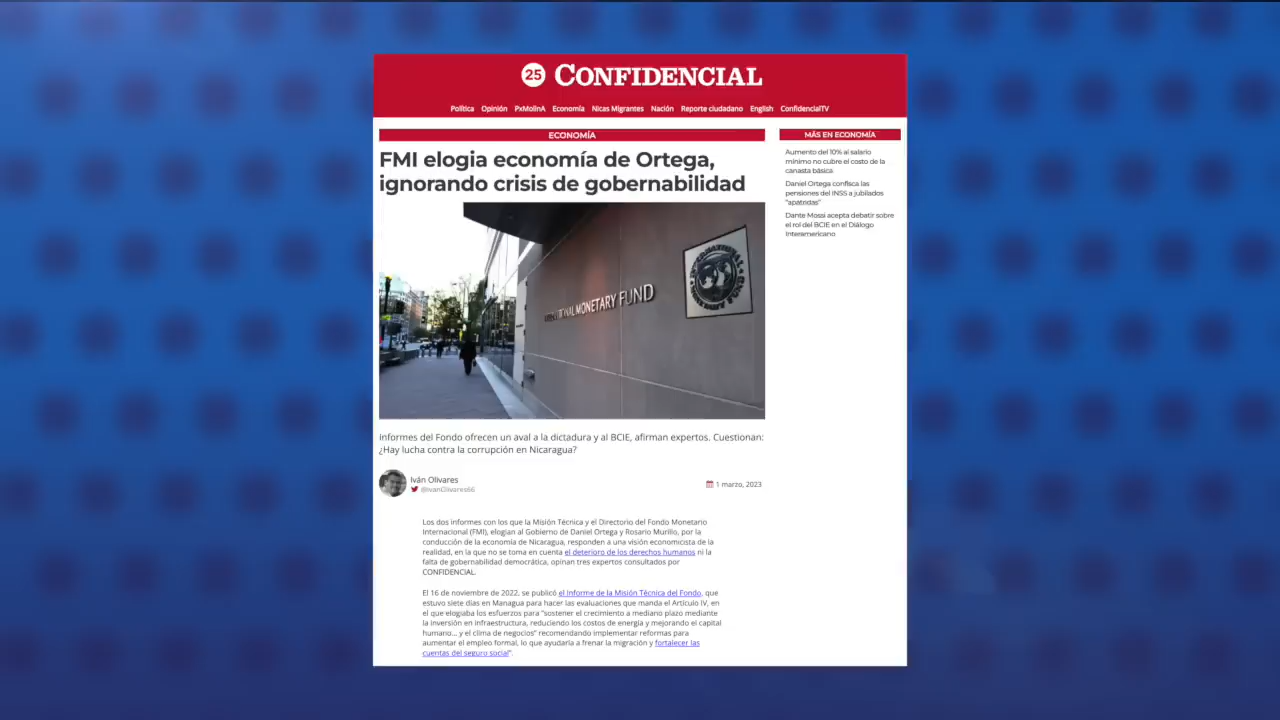 25 CONFIDENCIAL
Política Opinión PxMolinA Economía Nicas Migrantes Nación Reporte ciudadano English ConfidencialTV
ECONOMÍA
FMI elogia economía de Ortega,
ignorando crisis de gobernabilidad
INTERNATIONAL MONETARY FUND
Informes del Fondo ofrecen un aval a la dictadura y al BCIE, afirman expertos. Cuestionan:
¿Hay lucha contra la corrupción en Nicaragua?
Iván Olivares
@IvanOlivares66
1 marzo, 2023
Los dos informes con los que la Misión Técnica y el Directorio del Fondo Monetario
Internacional (FMI), elogian al Gobierno de Daniel Ortega y Rosario Murillo, por la
conducción de la economía de Nicaragua, responden a una visión economicista de la
realidad, en la que no se toma en cuenta el deterioro de los derechos humanos ni la
falta de gobernabilidad democrática, opinan tres expertos consultados por
CONFIDENCIAL.
El 16 de noviembre de 2022, se publicó el Informe de la Misión Técnica del Fondo, que
estuvo siete días en Managua para hacer las evaluaciones que manda el Artículo IV, en
el que elogiaba los esfuerzos para "sostener el crecimiento a mediano plazo mediante
la inversión en infraestructura, reduciendo los costos de energía y mejorando el capital
humano... y el clima de negocios" recomendando implementar reformas para
aumentar el empleo formal, lo que ayudaría a frenar la migración y fortalecer las
cuentas del seguro social".
MÁS EN ECONOMÍA
Aumento del 10% al salario
mínimo no cubre el costo de la
canasta básica
Daniel Ortega confisca las
pensiones del INSS a jubilados
"apátridas"
Dante Mossi acepta debatir sobre
el rol del BCIE en el Diálogo
Interamericano